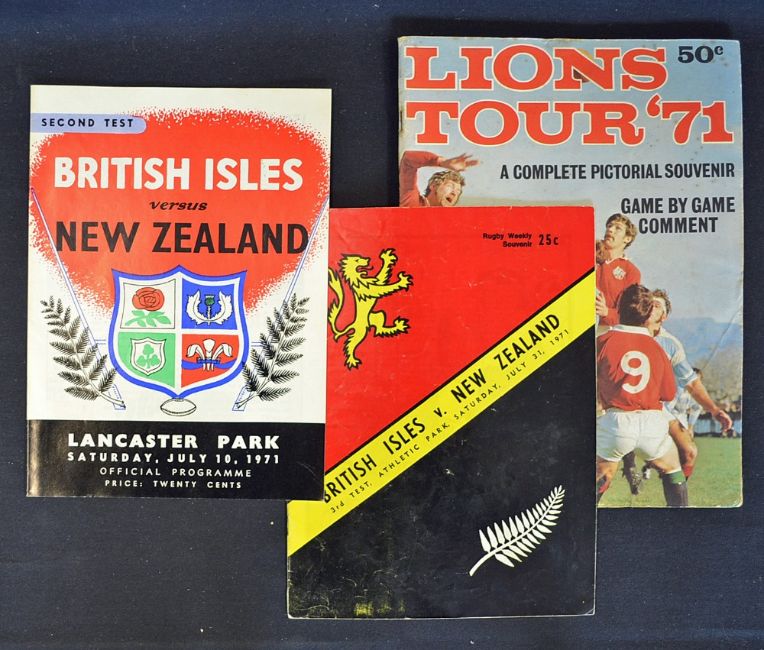 SECOND TEST
BRITISH ISLES
versus
NEW ZEALAND
LANCASTER PARK
SATURDAY, JULY 10, 1971
OFFICIAL PROGRAMME
PRICE: TWENTY CENTS
LIONS 50c
TOUR '71
A COMPLETE PICTORIAL SOUVENIR
GAME BY GAME
COMMENT
9
Rugby Weekly
Souvenir 25c
BRITISH ISLES v. NEW ZEALAND
3rd TEST, ATHLETIC PARK, SATURDAY, JULY 31, 1971